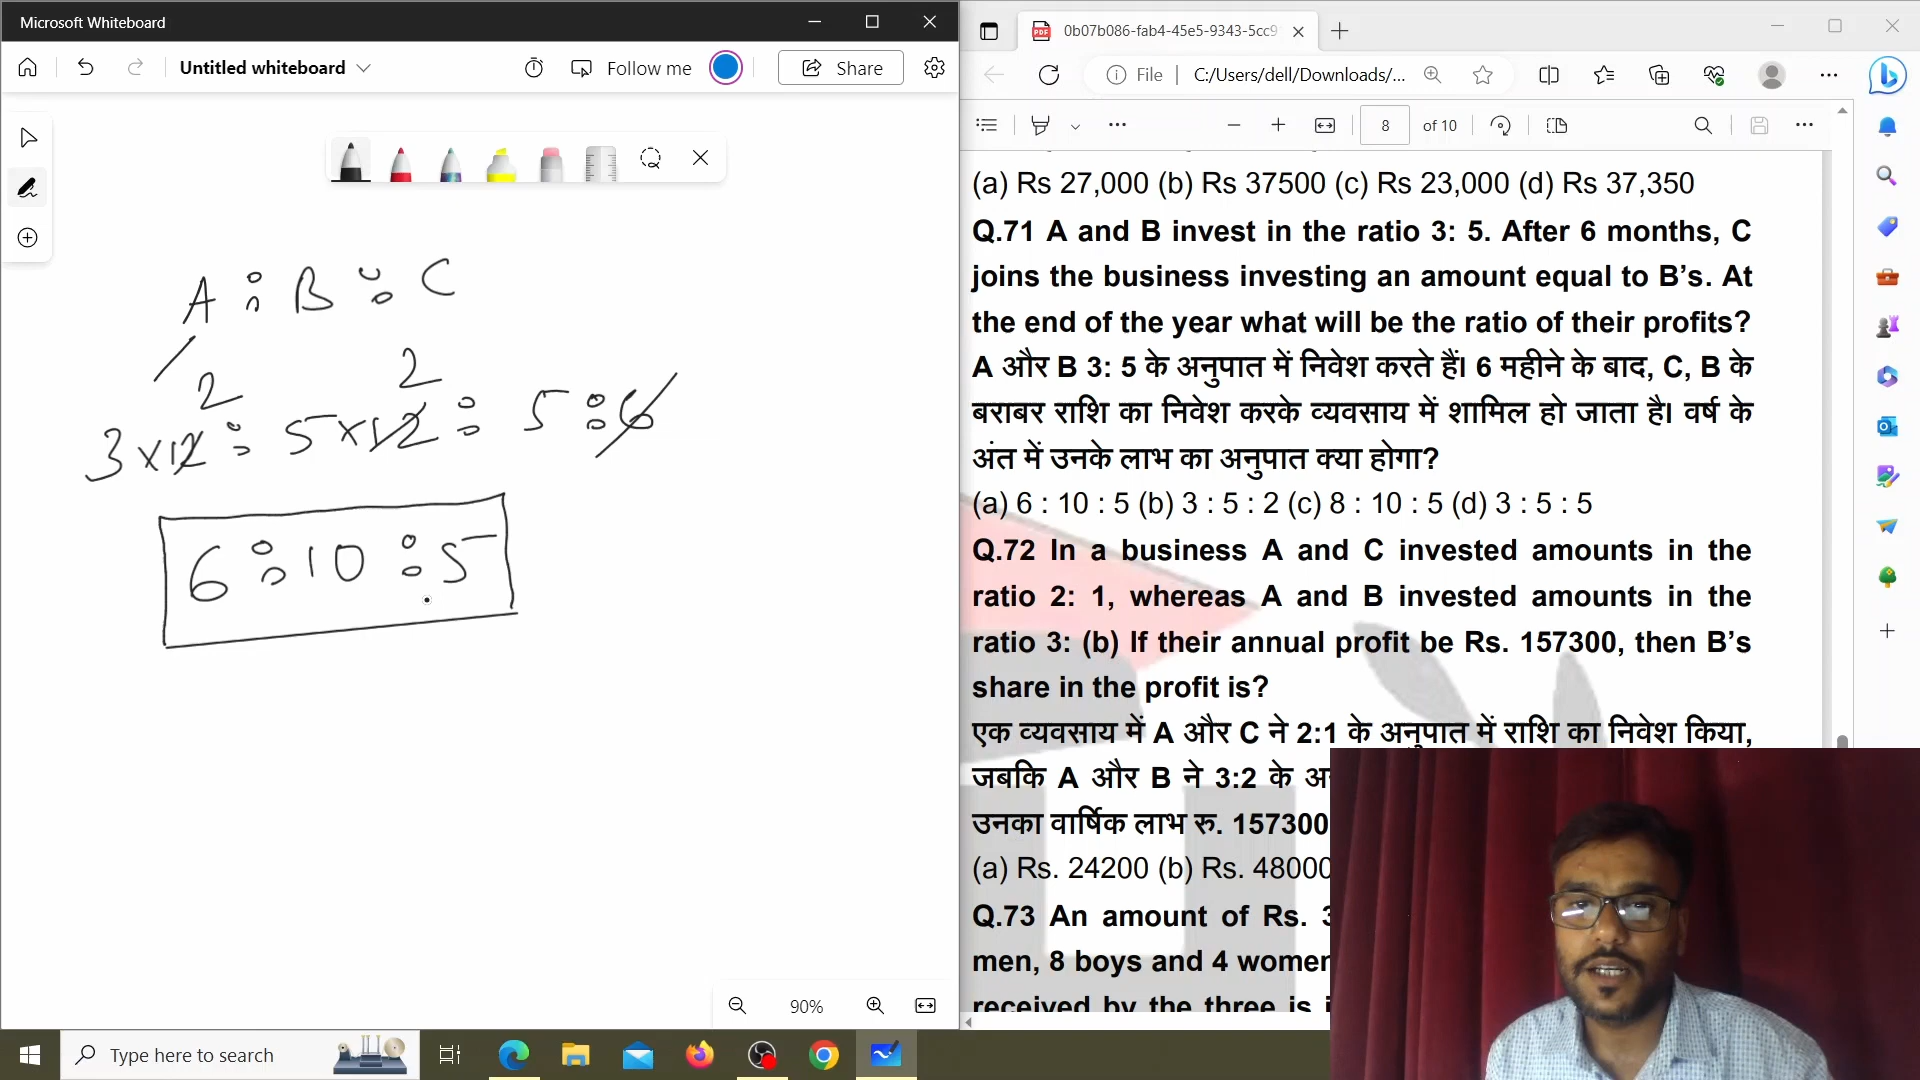 Microsoft Whiteboard
Untitled whiteboard
Follow me
Share
A : B : C
2 2
3 × 12 : 5 × 12 : 5 : 6
6 : 10 : 5
90%
0b07b086-fab4-45e5-9343-5cc9
File | C:/Users/dell/Downloads/...
8 of 10
(a) Rs 27,000 (b) Rs 37500 (c) Rs 23,000 (d) Rs 37,350
Q.71 A and B invest in the ratio 3: 5. After 6 months, C
joins the business investing an amount equal to B’s. At
the end of the year what will be the ratio of their profits?
A और B 3: 5 के अनुपात में निवेश करते हैं। 6 महीने के बाद, C, B के
बराबर राशि का निवेश करके व्यवसाय में शामिल हो जाता है। वर्ष के
अंत में उनके लाभ का अनुपात क्या होगा?
(a) 6 : 10 : 5 (b) 3 : 5 : 2 (c) 8 : 10 : 5 (d) 3 : 5 : 5
Q.72 In a business A and C invested amounts in the
ratio 2: 1, whereas A and B invested amounts in the
ratio 3: (b) If their annual profit be Rs. 157300, then B’s
share in the profit is?
एक व्यवसाय में A और C ने 2:1 के अनुपात में राशि का निवेश किया,
जबकि A और B ने 3:2 के
उनका वार्षिक लाभ रु. 157300
(a) Rs. 24200 (b) Rs. 48000
Q.73 An amount of Rs. 3
men, 8 boys and 4 women
received by the three is
Type here to search